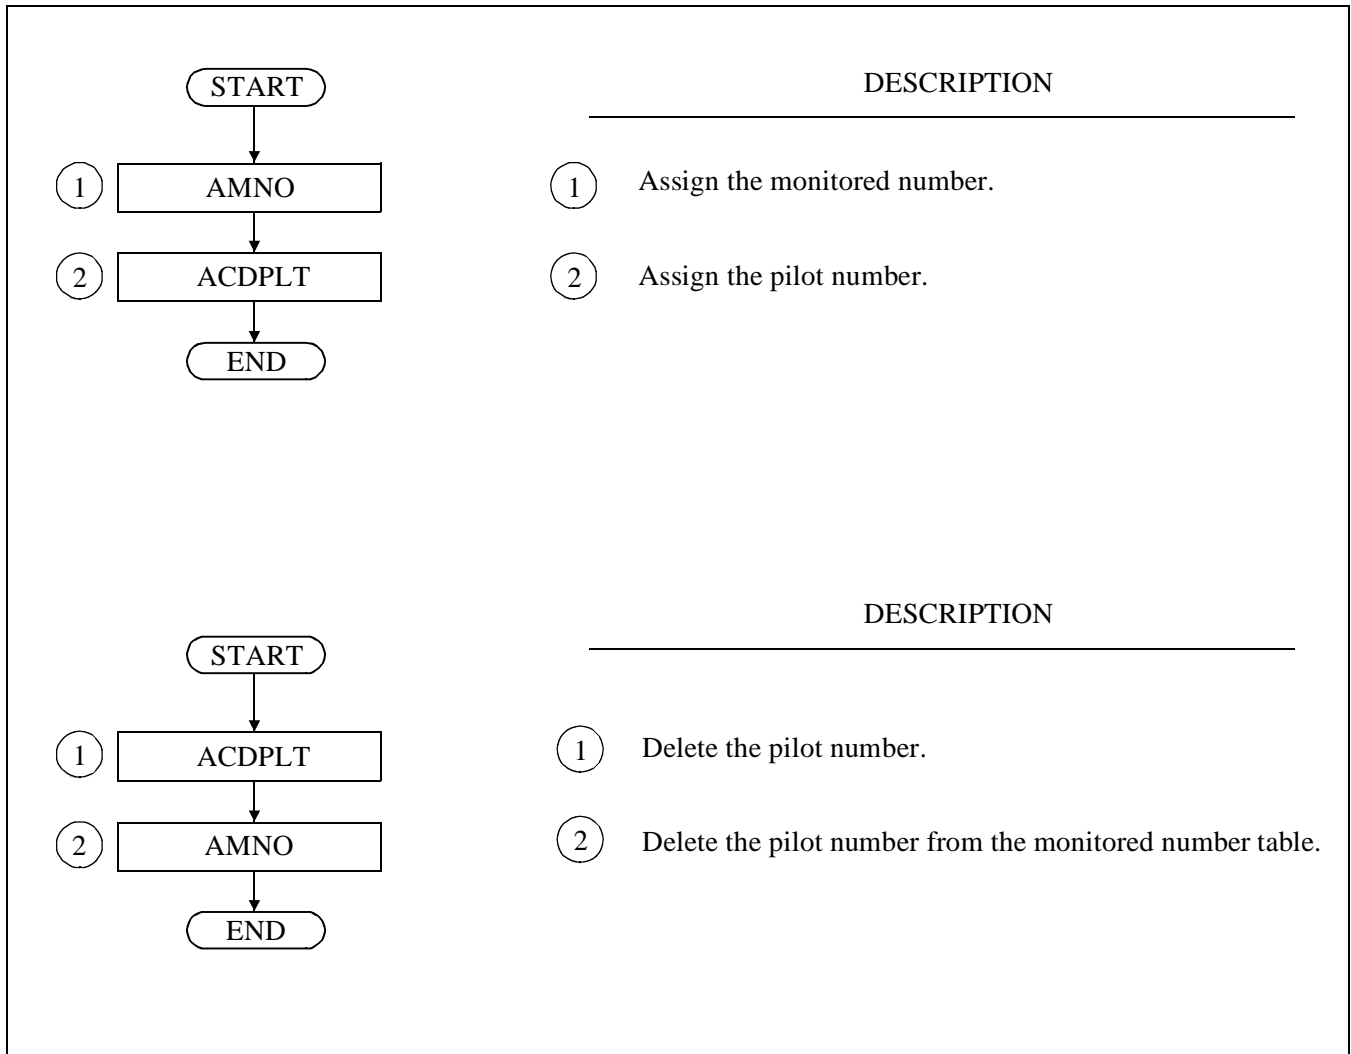 START
DESCRIPTION
1 AMNO
1 Assign the monitored number.
2 ACDPLT
2 Assign the pilot number.
END
DESCRIPTION
START
1 ACDPLT
1 Delete the pilot number.
2 AMNO
2 Delete the pilot number from the monitored number table.
END